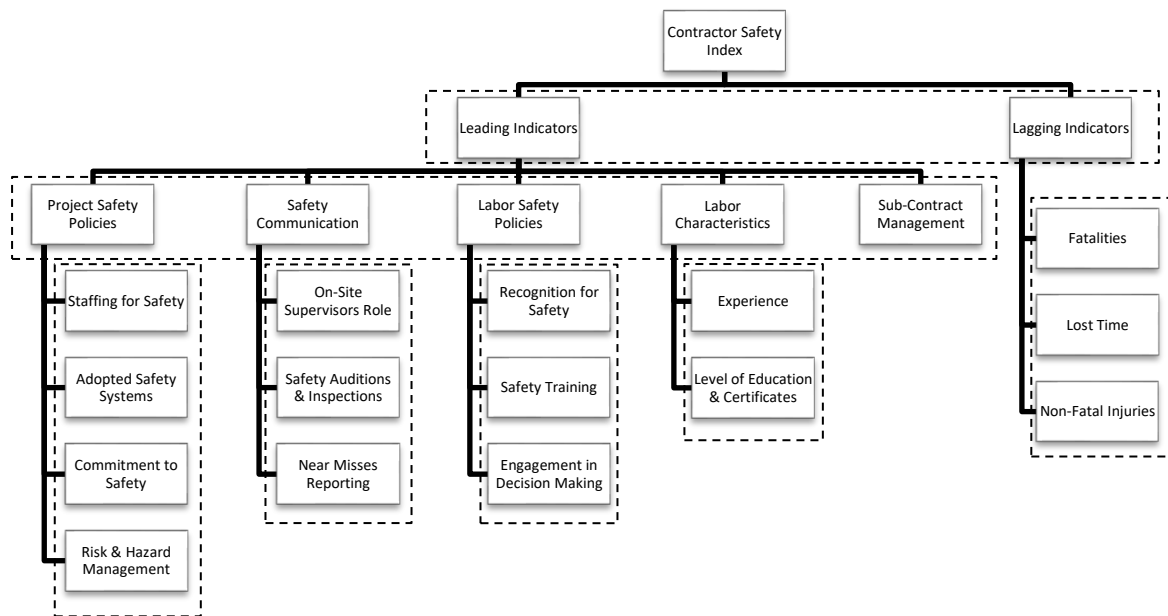 Contractor Safety
Index
Leading Indicators
Lagging Indicators
Project Safety
Policies
Safety
Communication
Labor Safety
Policies
Labor
Characteristics
Sub-Contract
Management
Staffing for Safety
Adopted Safety
Systems
Commitment to
Safety
Risk & Hazard
Management
On-Site
Supervisors Role
Safety Auditions
& Inspections
Near Misses
Reporting
Recognition for
Safety
Safety Training
Engagement in
Decision Making
Experience
Level of Education
& Certificates
Fatalities
Lost Time
Non-Fatal Injuries